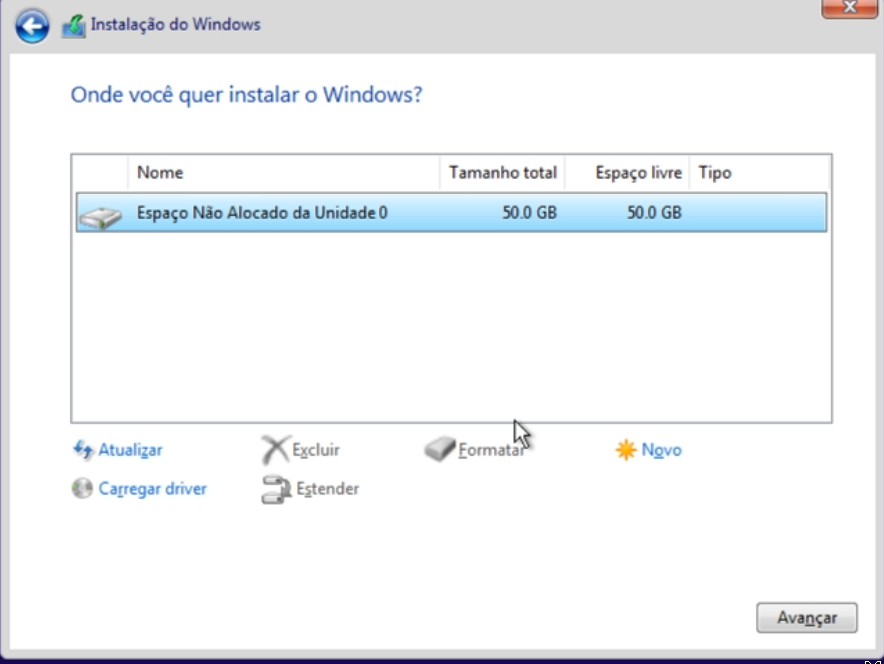 Instalação do Windows
Onde você quer instalar o Windows?
Nome Tamanho total Espaço livre Tipo
Espaço Não Alocado da Unidade 0 50.0 GB 50.0 GB
Atualizar Excluir Formatar Novo
Carregar driver Estender
Avançar